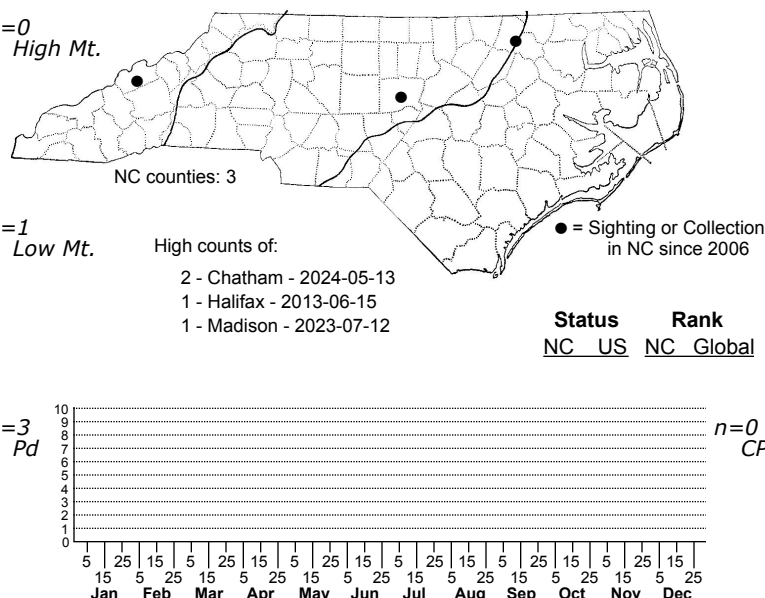 =0
High Mt.
NC counties: 3
=1
Low Mt.
High counts of:
2 - Chatham - 2024-05-13
1 - Halifax - 2013-06-15
1 - Madison - 2023-07-12
● = Sighting or Collection
in NC since 2006
Status Rank
NC US NC Global
=3
Pd
n=0
CP
10
9
8
7
6
5
4
3
2
1
0
5 25 15 5 25 15 5 25 15 5 25 15 5 25 15 5 25 15
15 5 25 15 5 25 15 5 25 15 5 25 15 5 25 15 5 25
Jan Feb Mar Apr May Jun Jul Aug Sep Oct Nov Dec